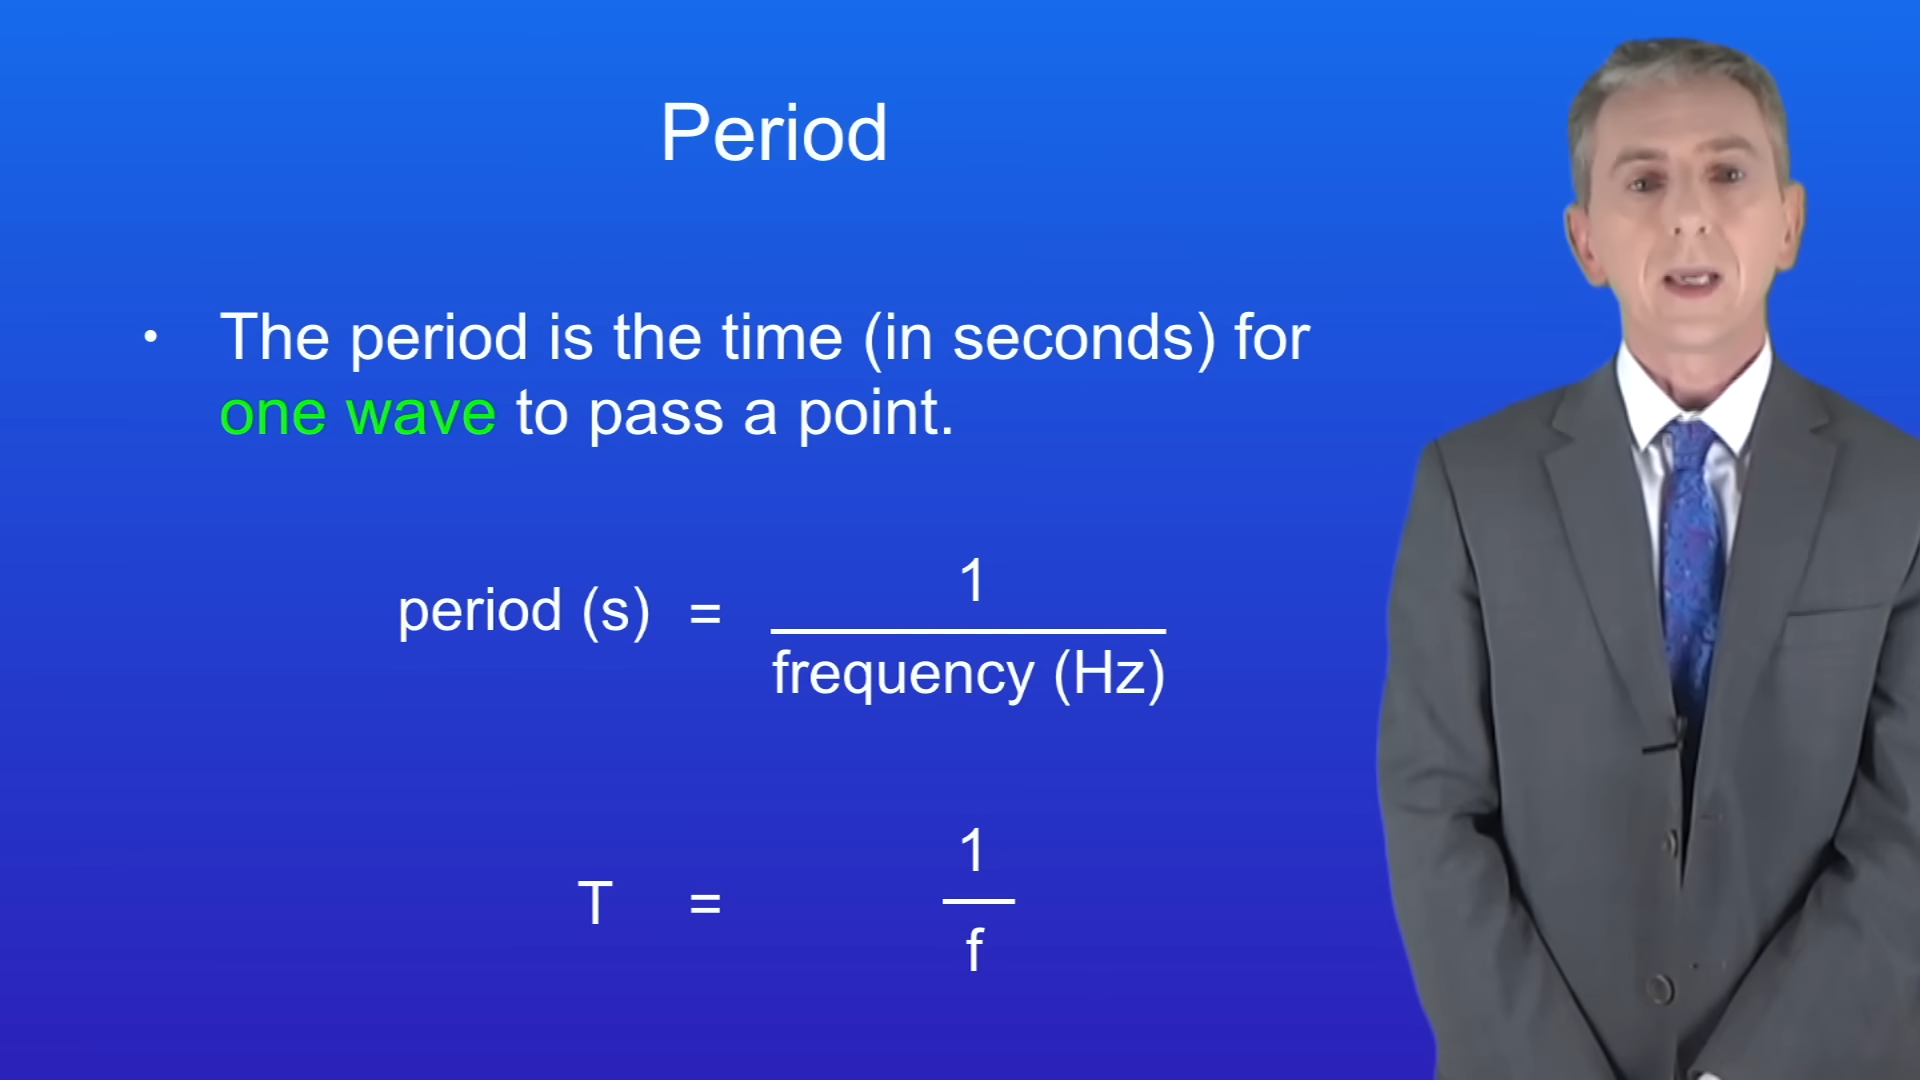 Period
• The period is the time (in seconds) for
one wave to pass a point.
period (s) = 1
frequency (Hz)
T = 1
f